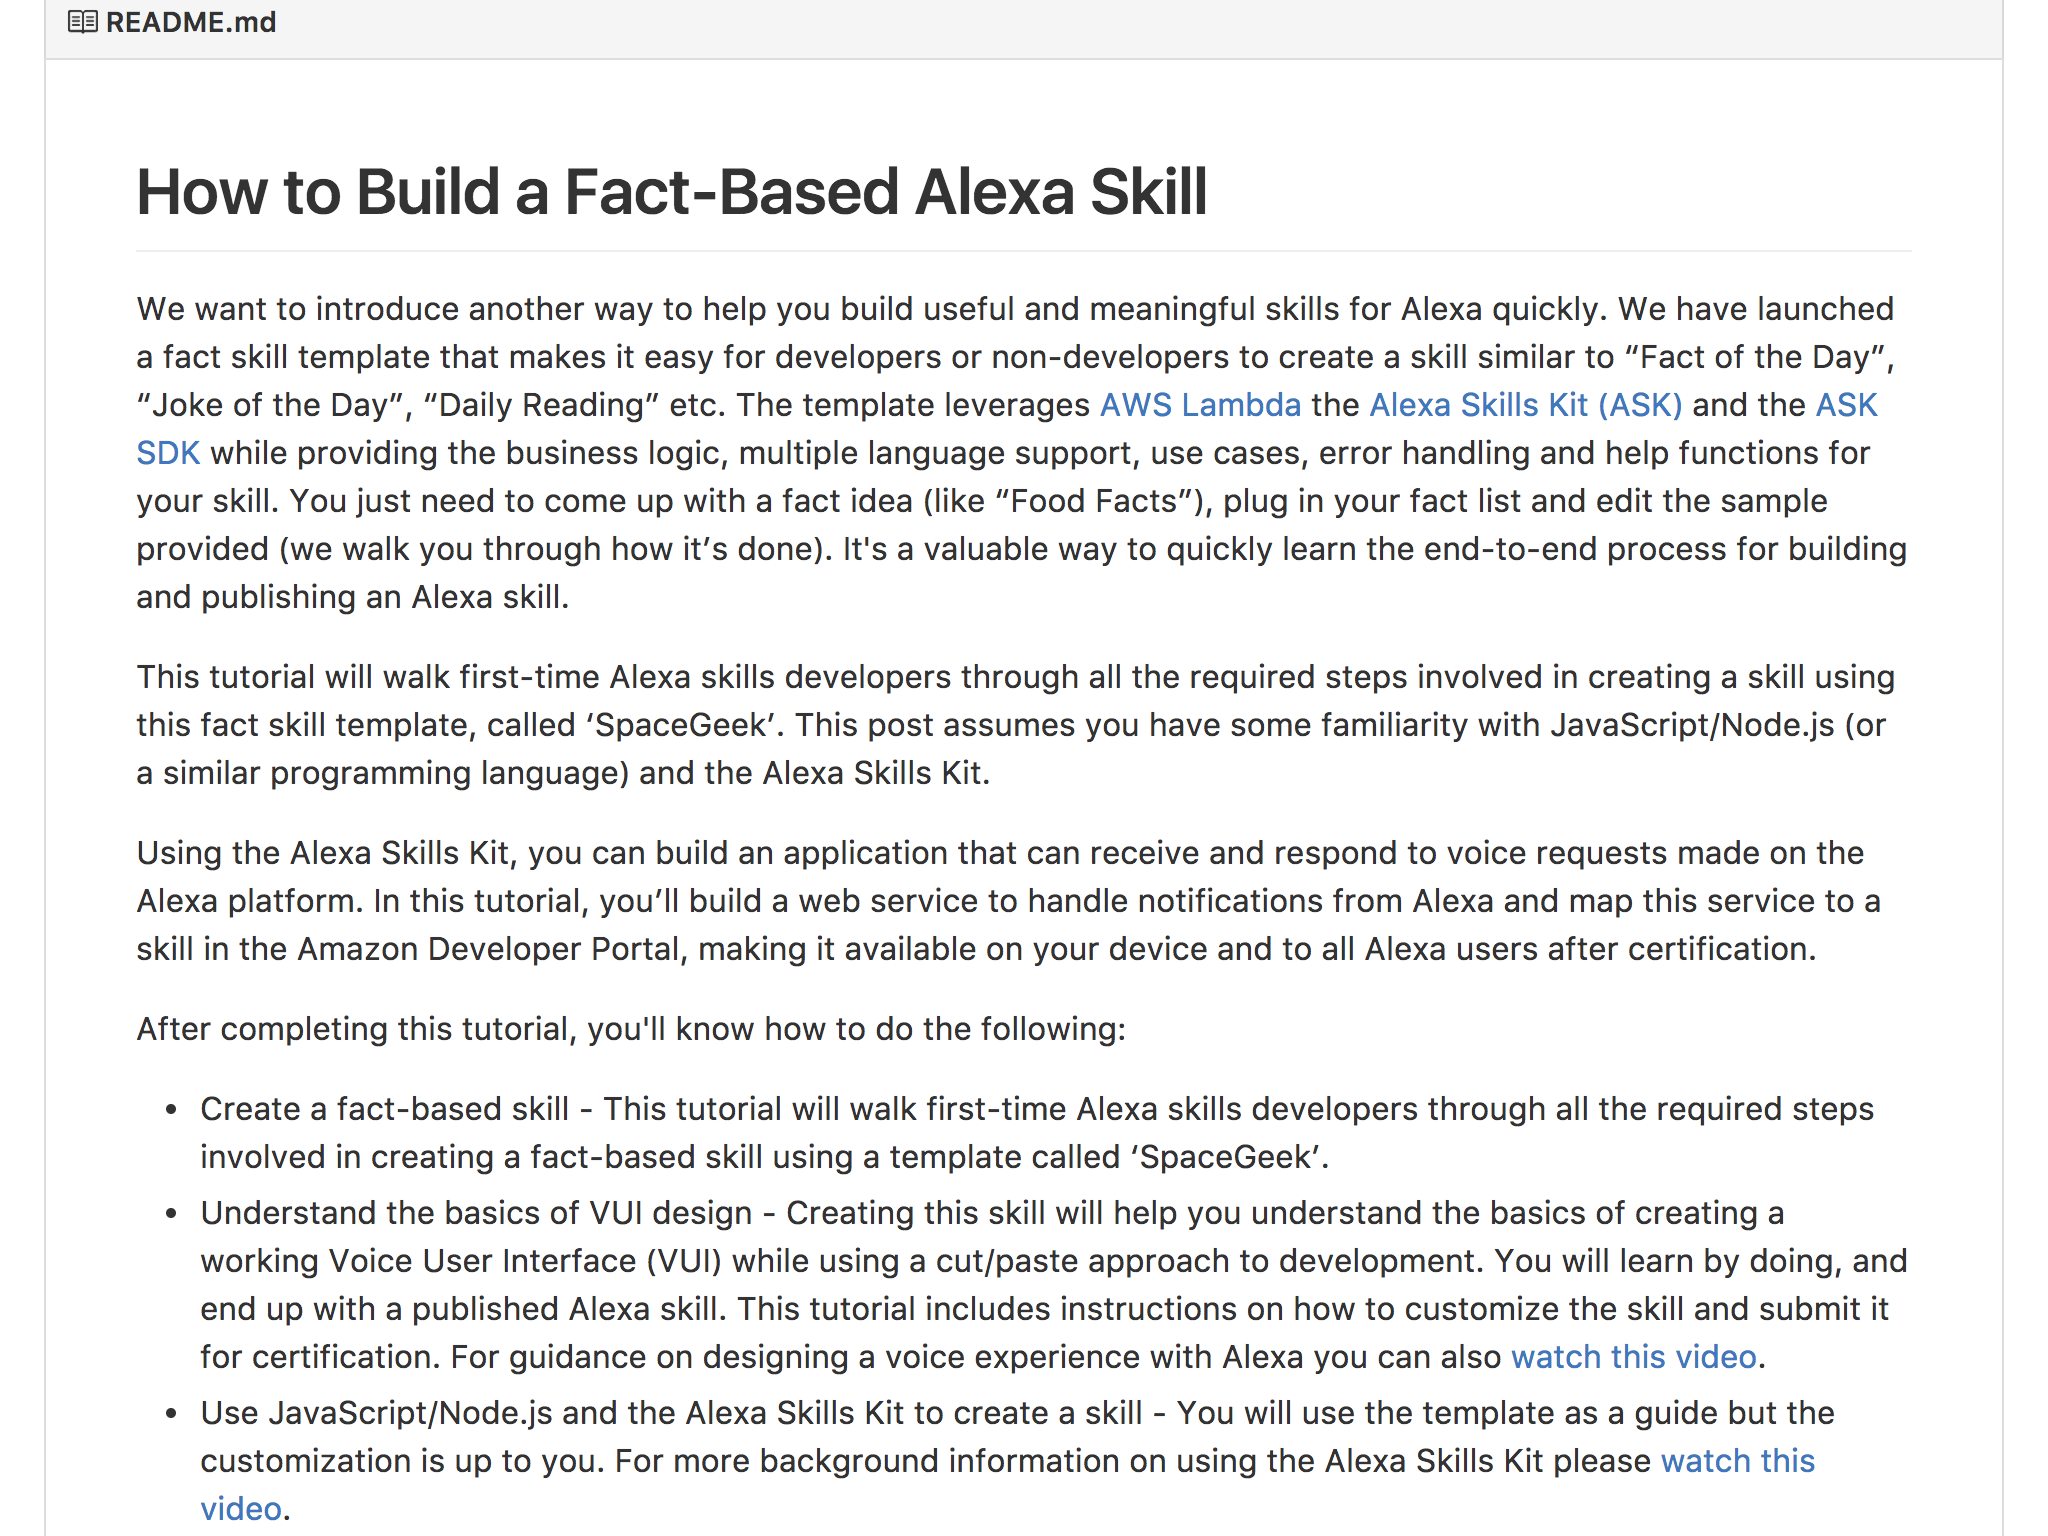 README.md
How to Build a Fact-Based Alexa Skill
We want to introduce another way to help you build useful and meaningful skills for Alexa quickly. We have launched
a fact skill template that makes it easy for developers or non-developers to create a skill similar to “Fact of the Day”,
“Joke of the Day”, “Daily Reading” etc. The template leverages AWS Lambda the Alexa Skills Kit (ASK) and the ASK
SDK while providing the business logic, multiple language support, use cases, error handling and help functions for
your skill. You just need to come up with a fact idea (like “Food Facts”), plug in your fact list and edit the sample
provided (we walk you through how it’s done). It's a valuable way to quickly learn the end-to-end process for building
and publishing an Alexa skill.
This tutorial will walk first-time Alexa skills developers through all the required steps involved in creating a skill using
this fact skill template, called ‘SpaceGeek’. This post assumes you have some familiarity with JavaScript/Node.js (or
a similar programming language) and the Alexa Skills Kit.
Using the Alexa Skills Kit, you can build an application that can receive and respond to voice requests made on the
Alexa platform. In this tutorial, you’ll build a web service to handle notifications from Alexa and map this service to a
skill in the Amazon Developer Portal, making it available on your device and to all Alexa users after certification.
After completing this tutorial, you'll know how to do the following:
• Create a fact-based skill - This tutorial will walk first-time Alexa skills developers through all the required steps
involved in creating a fact-based skill using a template called ‘SpaceGeek’.
• Understand the basics of VUI design - Creating this skill will help you understand the basics of creating a
working Voice User Interface (VUI) while using a cut/paste approach to development. You will learn by doing, and
end up with a published Alexa skill. This tutorial includes instructions on how to customize the skill and submit it
for certification. For guidance on designing a voice experience with Alexa you can also watch this video.
• Use JavaScript/Node.js and the Alexa Skills Kit to create a skill - You will use the template as a guide but the
customization is up to you. For more background information on using the Alexa Skills Kit please watch this
video.